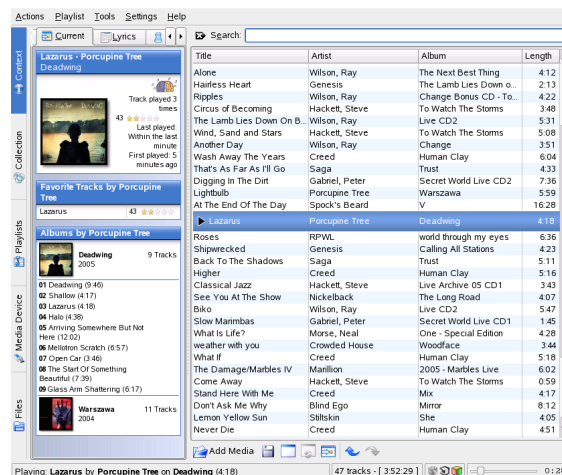 Actions Playlist Tools Settings Help
Current Lyrics
Search:
Context
Collection
Playlists
Media Device
Files
Lazarus - Porcupine Tree
Deadwing
Track played 3
times
43
Last played:
Within the last
minute
First played: 5
minutes ago
Favorite Tracks by Porcupine
Tree
Lazarus 43
Albums by Porcupine Tree
Deadwing 9 Tracks
2005
01 Deadwing (9:46)
02 Shallow (4:17)
03 Lazarus (4:18)
04 Halo (4:38)
05 Arriving Somewhere But Not
Here (12:02)
06 Mellotron Scratch (6:57)
07 Open Car (3:46)
08 The Start Of Something
Beautiful (7:39)
09 Glass Arm Shattering (6:17)
Warszawa 11 Tracks
2004
Title Artist Album Length
Alone Wilson, Ray The Next Best Thing 4:12
Hairless Heart Genesis The Lamb Lies Down o... 2:13
Ripples Wilson, Ray Change Bonus CD - To... 4:22
Circus of Becoming Hackett, Steve To Watch The Storms 3:48
The Lamb Lies Down On B... Wilson, Ray Live CD2 5:31
Wind, Sand and Stars Hackett, Steve To Watch The Storms 5:08
Another Day Wilson, Ray Change 3:51
Wash Away The Years Creed Human Clay 6:04
That's As Far As I'll Go Saga Trust 4:33
Digging In The Dirt Gabriel, Peter Secret World Live CD2 7:36
Lightbulb Porcupine Tree Warszawa 5:59
At The End Of The Day Spock's Beard V 16:28
Lazarus Porcupine Tree Deadwing 4:18
Roses RPWL world through my eyes 6:36
Shipwrecked Genesis Calling All Stations 4:23
Back To The Shadows Saga Trust 5:11
Higher Creed Human Clay 5:16
Classical Jazz Hackett, Steve Live Archive 05 CD1 3:43
See You At The Show Nickelback The Long Road 4:07
Biko Wilson, Ray Live CD2 5:47
Slow Marimbas Gabriel, Peter Secret World Live CD1 1:45
What Is Life? Morse, Neal One - Special Edition 4:28
weather with you Crowded House Woodface 3:44
What If Creed Human Clay 5:18
The Damage/Marbles IV Marillion 2005 - Marbles Live 6:02
Come Away Hackett, Steve To Watch The Storms 0:59
Stand Here With Me Creed Mix 4:17
Don't Ask Me Why Blind Ego Mirror 8:12
Lemon Yellow Sun Stiltskin She 4:05
Never Die Creed Human Clay 4:51
Add Media
Playing: Lazarus by Porcupine Tree on Deadwing (4:18) 47 tracks - [ 3:52:29 ] 0:28